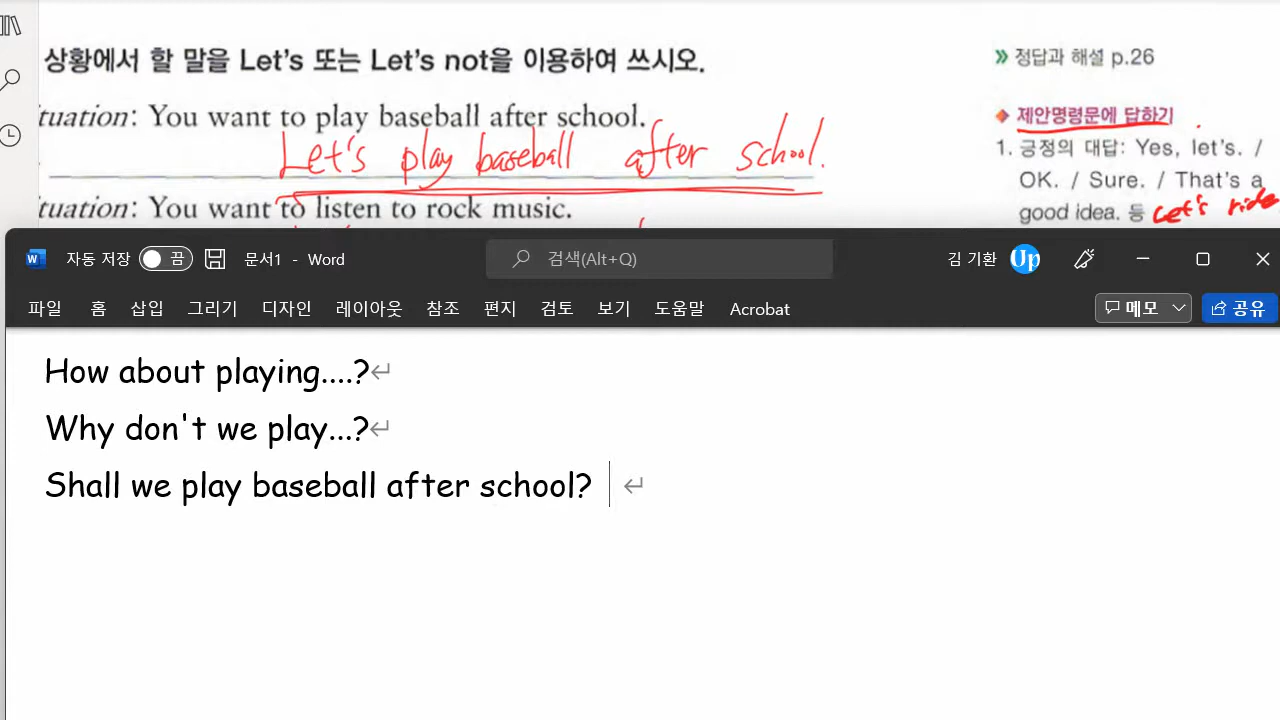 상황에서 할 말을 Let's 또는 Let's not을 이용하여 쓰시오.
정답과 해설 p.26
tuation: You want to play baseball after school.
Let's play baseball after school.
tuation: You want to listen to rock music.
제안명령문에 답하기
1. 긍정의 대답: Yes, let's. /
OK. / Sure. / That's a
good idea. 등 Let's ride
자동 저장 끔 문서1 - Word 검색(Alt+Q) 김 기환 Up
파일 홈 삽입 그리기 디자인 레이아웃 참조 편지 검토 보기 도움말 Acrobat 메모 공유
How about playing....?
Why don't we play...?
Shall we play baseball after school?